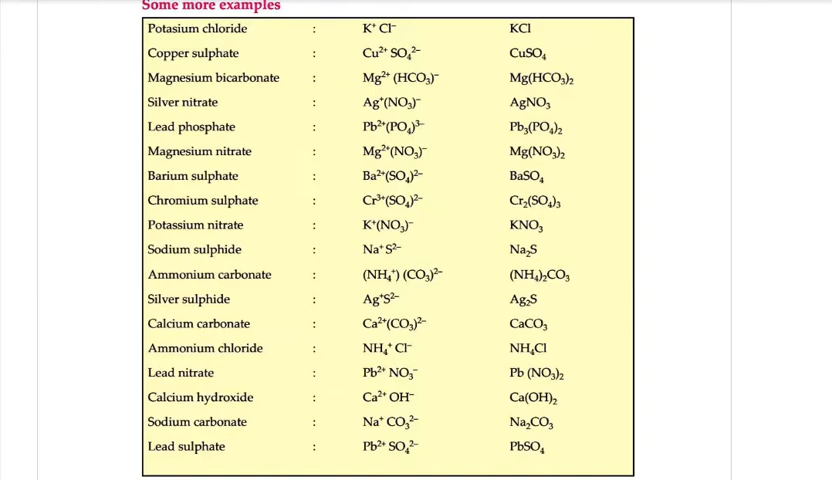 Some more examples
Potasium chloride : K⁺ Cl⁻ KCl
Copper sulphate : Cu²⁺ SO₄²⁻ CuSO₄
Magnesium bicarbonate : Mg²⁺ (HCO₃)⁻ Mg(HCO₃)₂
Silver nitrate : Ag⁺(NO₃)⁻ AgNO₃
Lead phosphate : Pb²⁺(PO₄)³⁻ Pb₃(PO₄)₂
Magnesium nitrate : Mg²⁺(NO₃)⁻ Mg(NO₃)₂
Barium sulphate : Ba²⁺(SO₄)²⁻ BaSO₄
Chromium sulphate : Cr³⁺(SO₄)²⁻ Cr₂(SO₄)₃
Potassium nitrate : K⁺(NO₃)⁻ KNO₃
Sodium sulphide : Na⁺ S²⁻ Na₂S
Ammonium carbonate : (NH₄⁺) (CO₃)²⁻ (NH₄)₂CO₃
Silver sulphide : Ag⁺S²⁻ Ag₂S
Calcium carbonate : Ca²⁺(CO₃)²⁻ CaCO₃
Ammonium chloride : NH₄⁺ Cl⁻ NH₄Cl
Lead nitrate : Pb²⁺ NO₃⁻ Pb (NO₃)₂
Calcium hydroxide : Ca²⁺ OH⁻ Ca(OH)₂
Sodium carbonate : Na⁺ CO₃²⁻ Na₂CO₃
Lead sulphate : Pb²⁺ SO₄²⁻ PbSO₄